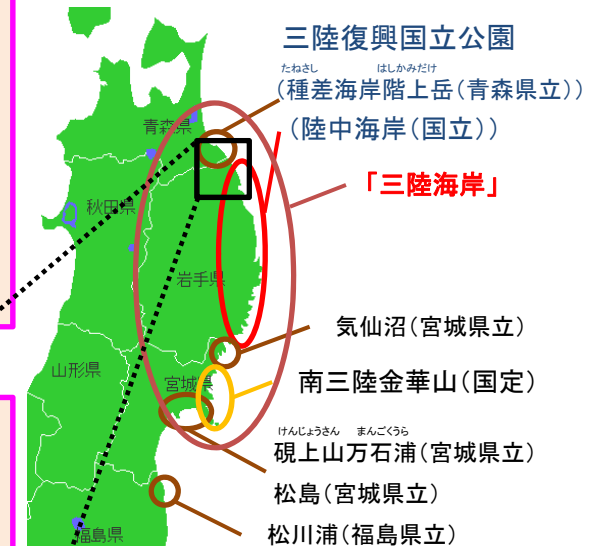 三陸復興国立公園
たねさし はしかみだけ
(種差海岸階上岳(青森県立))
(陸中海岸(国立))
青森県
「三陸海岸」
秋田県
岩手県
気仙沼(宮城県立)
山形県
宮城県
南三陸金華山(国定)
けんじょうさん まんごくうら
硯上山万石浦(宮城県立)
松島(宮城県立)
福島県
松川浦(福島県立)